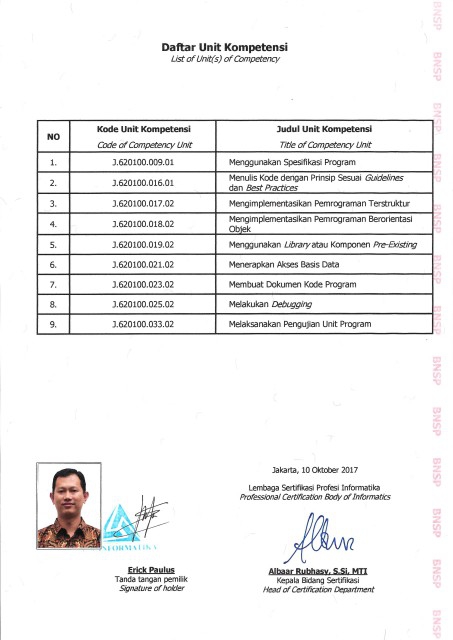 Daftar Unit Kompetensi
List of Unit(s) of Competency
NO
Kode Unit Kompetensi
Code of Competency Unit
Judul Unit Kompetensi
Title of Competency Unit
1. J.620100.009.01 Menggunakan Spesifikasi Program
2. J.620100.016.01 Menulis Kode dengan Prinsip Sesuai Guidelines
dan Best Practices
3. J.620100.017.02 Mengimplementasikan Pemrograman Terstruktur
4. J.620100.018.02 Mengimplementasikan Pemrograman Berorientasi
Objek
5. J.620100.019.02 Menggunakan Library atau Komponen Pre-Existing
6. J.620100.021.02 Menerapkan Akses Basis Data
7. J.620100.023.02 Membuat Dokumen Kode Program
8. J.620100.025.02 Melakukan Debugging
9. J.620100.033.02 Melaksanakan Pengujian Unit Program
Jakarta, 10 Oktober 2017
Lembaga Sertifikasi Profesi Informatika
Professional Certification Body of Informatics
INFORMATIKA
Erick Paulus
Tanda tangan pemilik
Signature of holder
Albaar Rubhasy, S.Si, MTI
Kepala Bidang Sertifikasi
Head of Certification Department
BNSP
BNSP
BNSP
BNSP
BNSP
BNSP
BNSP
BNSP
BNSP
BNSP
BNSP
BNSP
BNSP